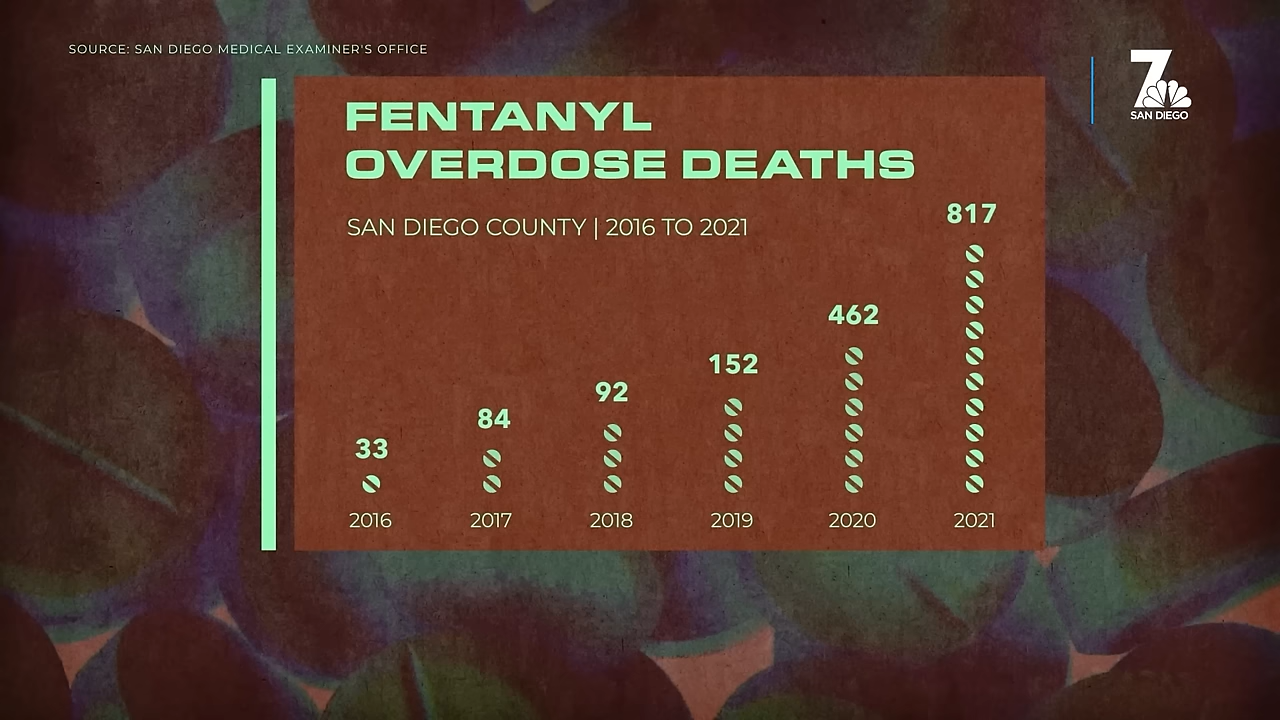 SOURCE: SAN DIEGO MEDICAL EXAMINER'S OFFICE
7
SAN DIEGO
FENTANYL
OVERDOSE DEATHS
SAN DIEGO COUNTY | 2016 TO 2021
33
84
92
152
462
817
2016 2017 2018 2019 2020 2021